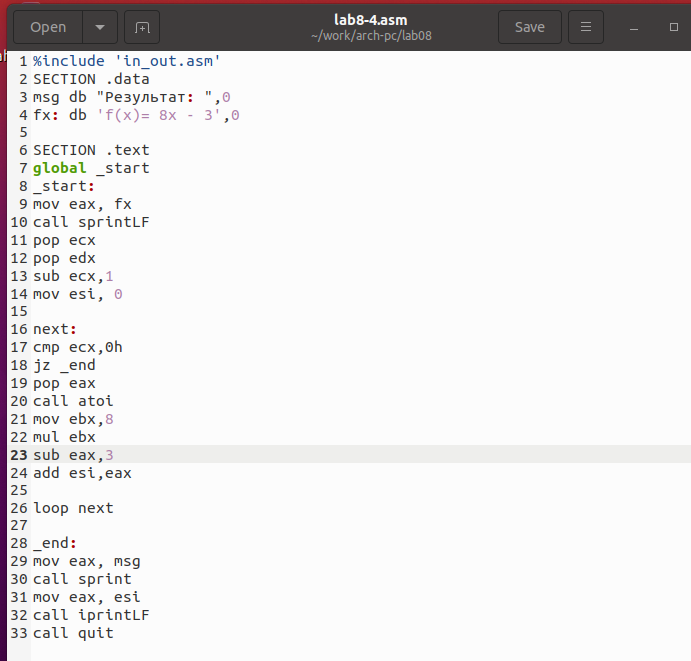 Open
lab8-4.asm
~/work/arch-pc/lab08
Save
1 %include 'in_out.asm'
2 SECTION .data
3 msg db "Результат: ",0
4 fx: db 'f(x)= 8x - 3',0
5
6 SECTION .text
7 global _start
8 _start:
9 mov eax, fx
10 call sprintLF
11 pop ecx
12 pop edx
13 sub ecx,1
14 mov esi, 0
15
16 next:
17 cmp ecx,0h
18 jz _end
19 pop eax
20 call atoi
21 mov ebx,8
22 mul ebx
23 sub eax,3
24 add esi,eax
25
26 loop next
27
28 _end:
29 mov eax, msg
30 call sprint
31 mov eax, esi
32 call iprintLF
33 call quit